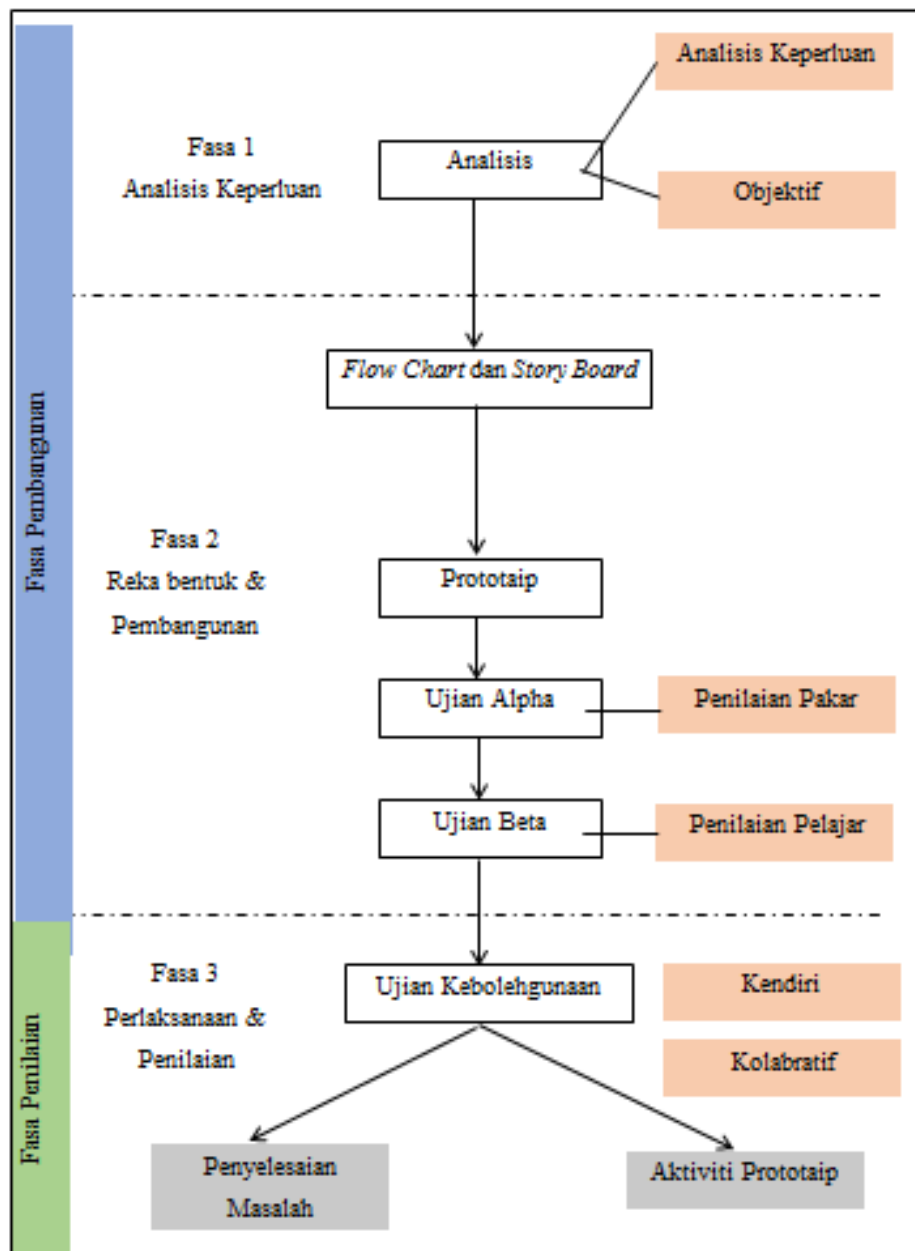 Fasa Pembangunan
Fasa 1
Analisis Keperluan
Analisis
Analisis Keperluan
Objektif
Flow Chart dan Story Board
Fasa 2
Reka bentuk &
Pembangunan
Prototaip
Ujian Alpha
Penilaian Pakar
Ujian Beta
Penilaian Pelajar
Fasa Penilaian
Fasa 3
Perlaksanaan &
Penilaian
Ujian Kebolehgunaan
Kendiri
Kolabratif
Penyelesaian
Masalah
Aktiviti Prototaip